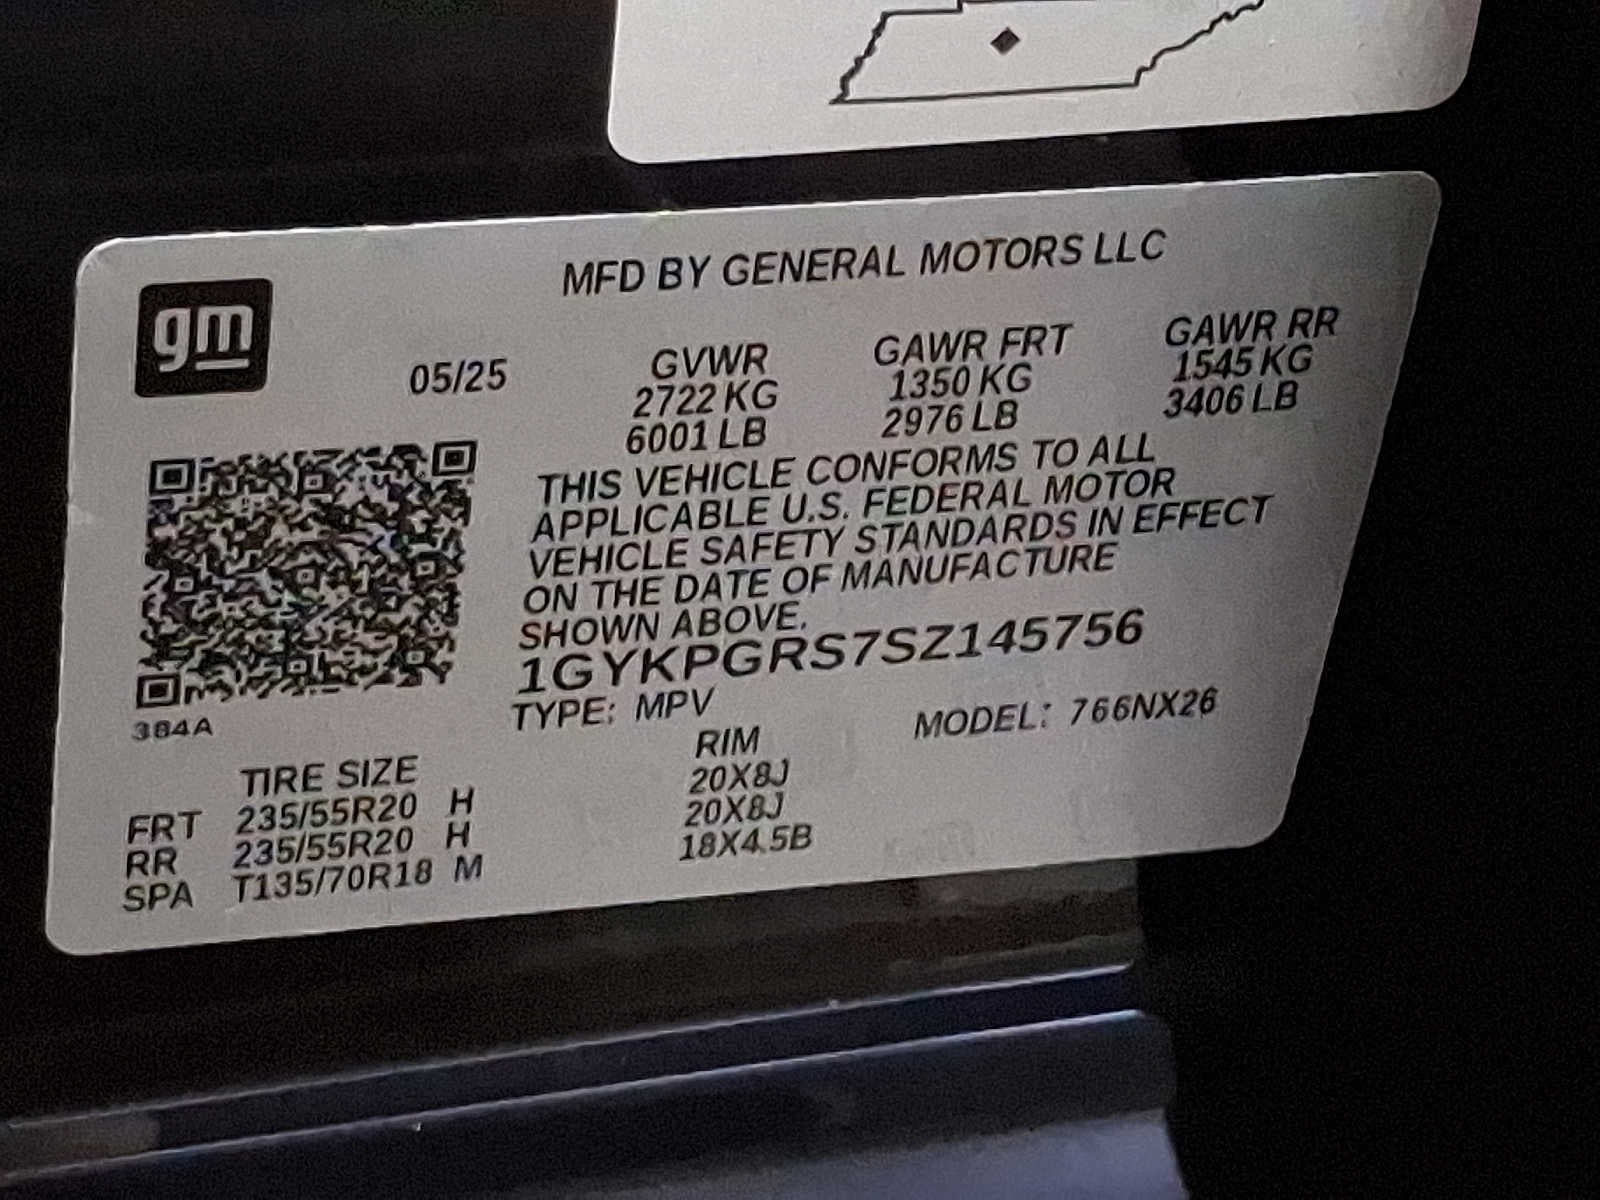 gm
MFD BY GENERAL MOTORS LLC
05/25
GVWR GAWR FRT GAWR RR
2722 KG 1350 KG 1545 KG
6001 LB 2976 LB 3406 LB
THIS VEHICLE CONFORMS TO ALL
APPLICABLE U.S. FEDERAL MOTOR
VEHICLE SAFETY STANDARDS IN EFFECT
ON THE DATE OF MANUFACTURE
SHOWN ABOVE.
1GYKPGRS7SZ145756
384A
TYPE: MPV MODEL: 766NX26
TIRE SIZE RIM
FRT 235/55R20 H 20X8J
RR 235/55R20 H 20X8J
SPA T135/70R18 M 18X4.5B